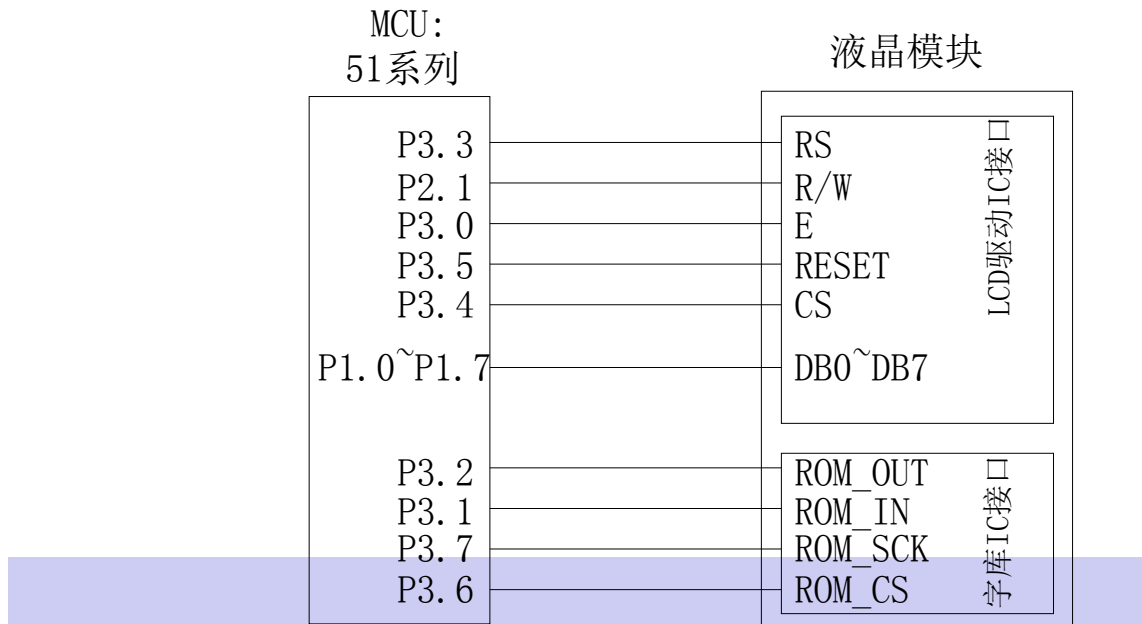 MCU:
51系列
液晶模块
P3.3 RS
P2.1 R/W
P3.0 E
P3.5 RESET
P3.4 CS
P1.0~P1.7 DB0~DB7
LCD驱动IC接口
P3.2 ROM_OUT
P3.1 ROM_IN
P3.7 ROM_SCK
P3.6 ROM_CS
字库IC接口